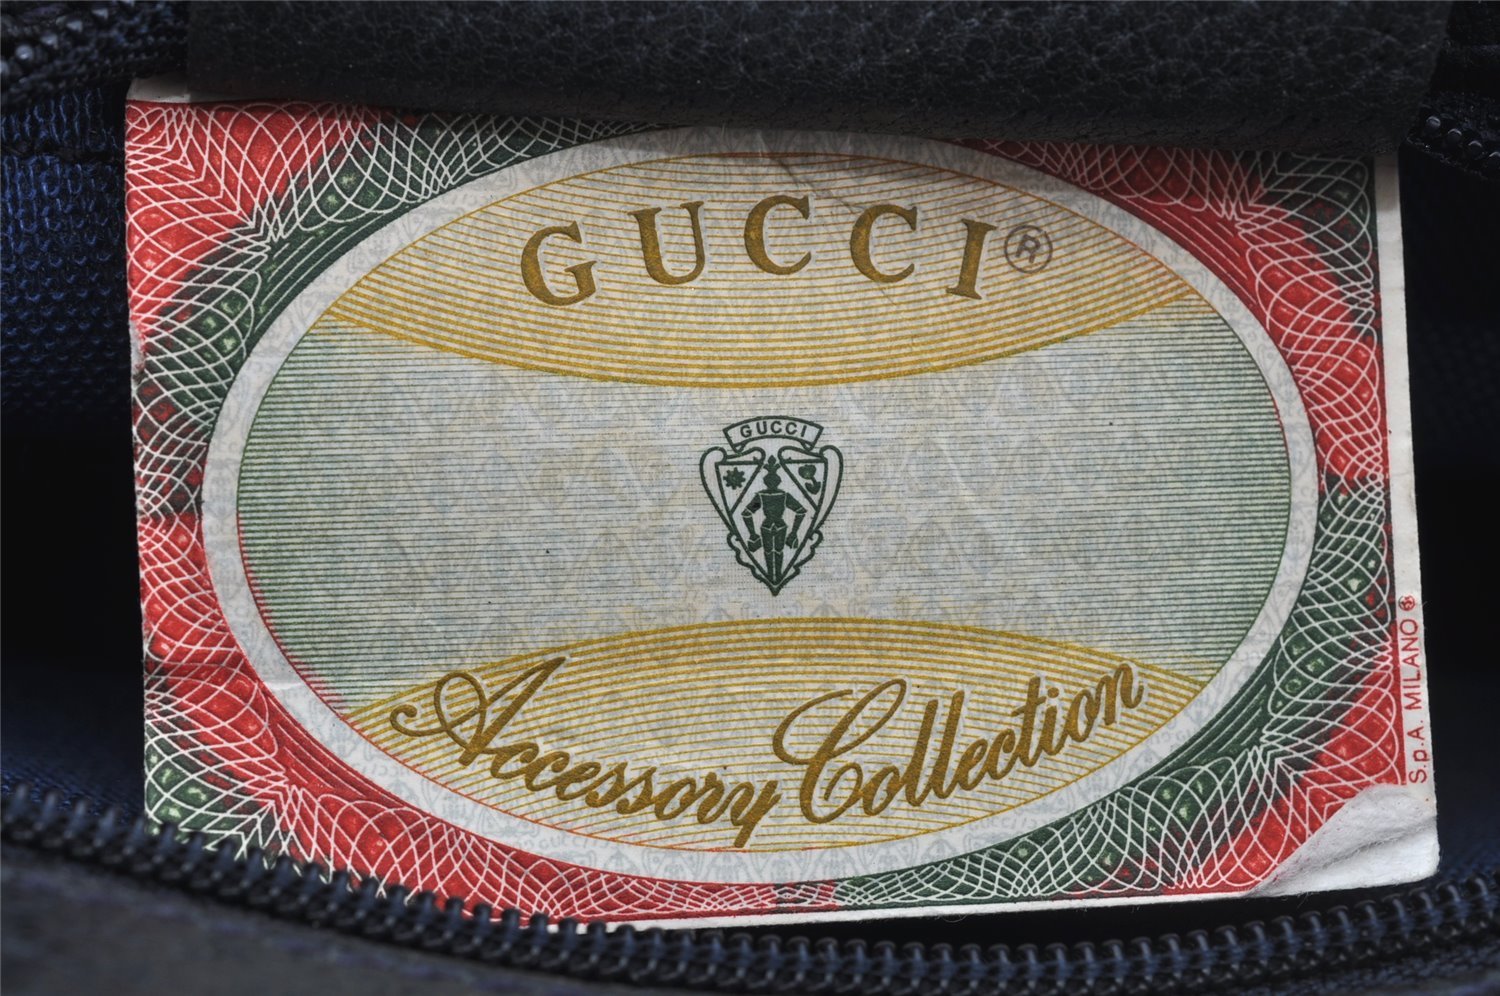 GUCCI®
GUCCI
Accessory Collection
S.p.A. MILANO